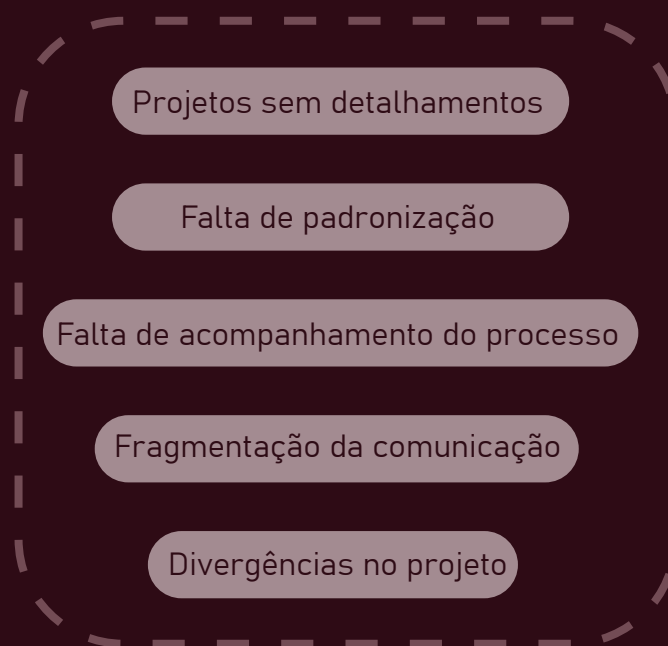 Projetos sem detalhamentos
Falta de padronização
Falta de acompanhamento do processo
Fragmentação da comunicação
Divergências no projeto